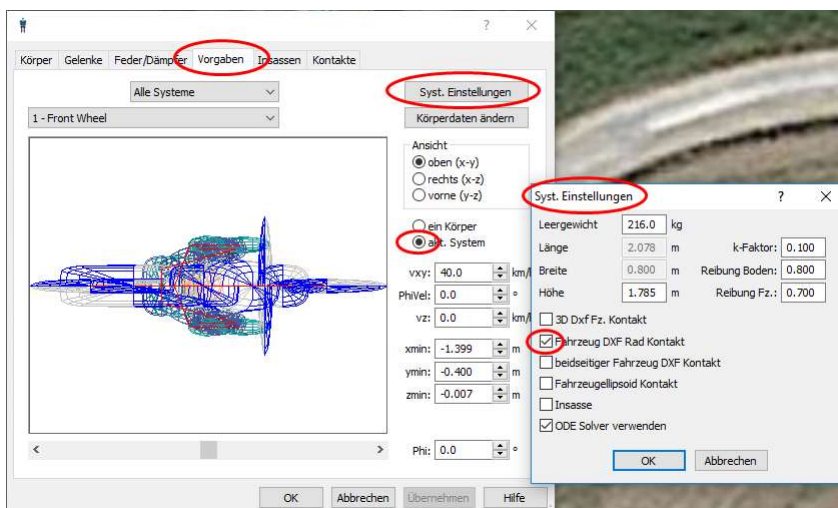 ? ×
Körper Gelenke Feder/Dämpfer Vorgaben Insassen Kontakte
Alle Systeme
1 - Front Wheel
Syst. Einstellungen
Körperdaten ändern
Ansicht
oben (x-y)
rechts (x-z)
vorne (y-z)
ein Körper
akt. System
vxy: 40.0 km/
PhiVel: 0.0 °
vz: 0.0 km/
xmin: -1.399 m
ymin: -0.400 m
zmin: -0.007 m
Phi: 0.0 °
OK Abbrechen Übernehmen Hilfe
Syst. Einstellungen ? ×
Leergewicht 216.0 kg
Länge 2.078 m k-Faktor: 0.100
Breite 0.800 m Reibung Boden: 0.800
Höhe 1.785 m Reibung Fz.: 0.700
3D Dxf Fz. Kontakt
Fahrzeug DXF Rad Kontakt
beidseitiger Fahrzeug DXF Kontakt
Fahrzeugellipsoid Kontakt
Insasse
ODE Solver verwenden
OK Abbrechen